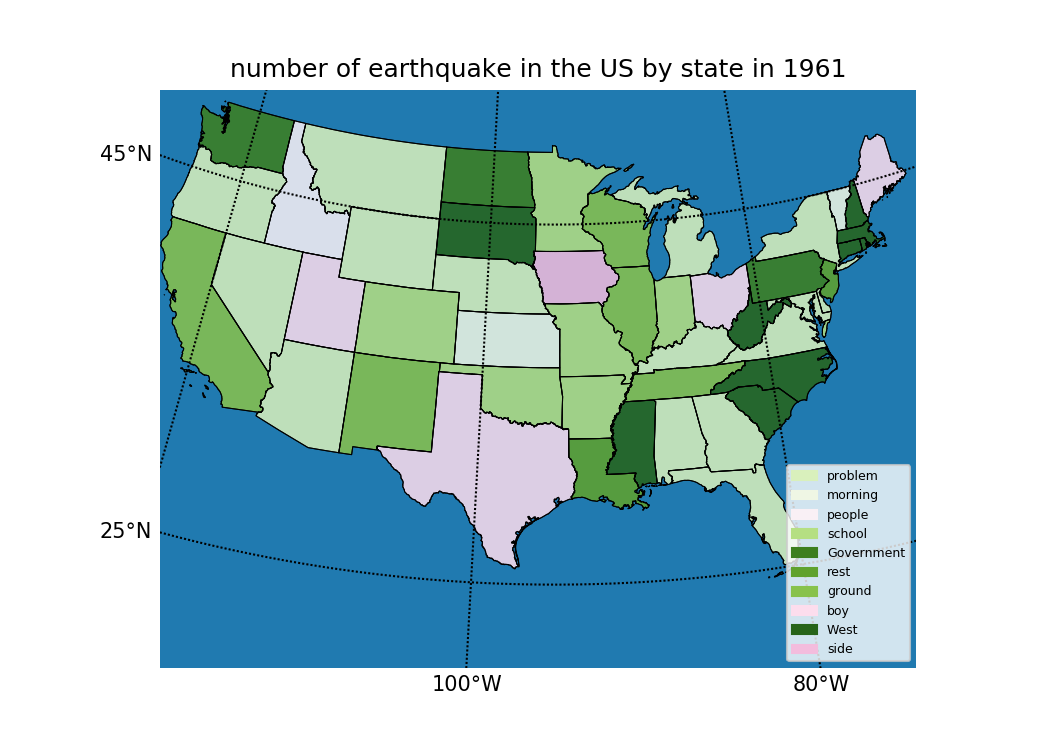 number of earthquake in the US by state in 1961
45°N
25°N
100°W
80°W
problem
morning
people
school
Government
rest
ground
boy
West
side